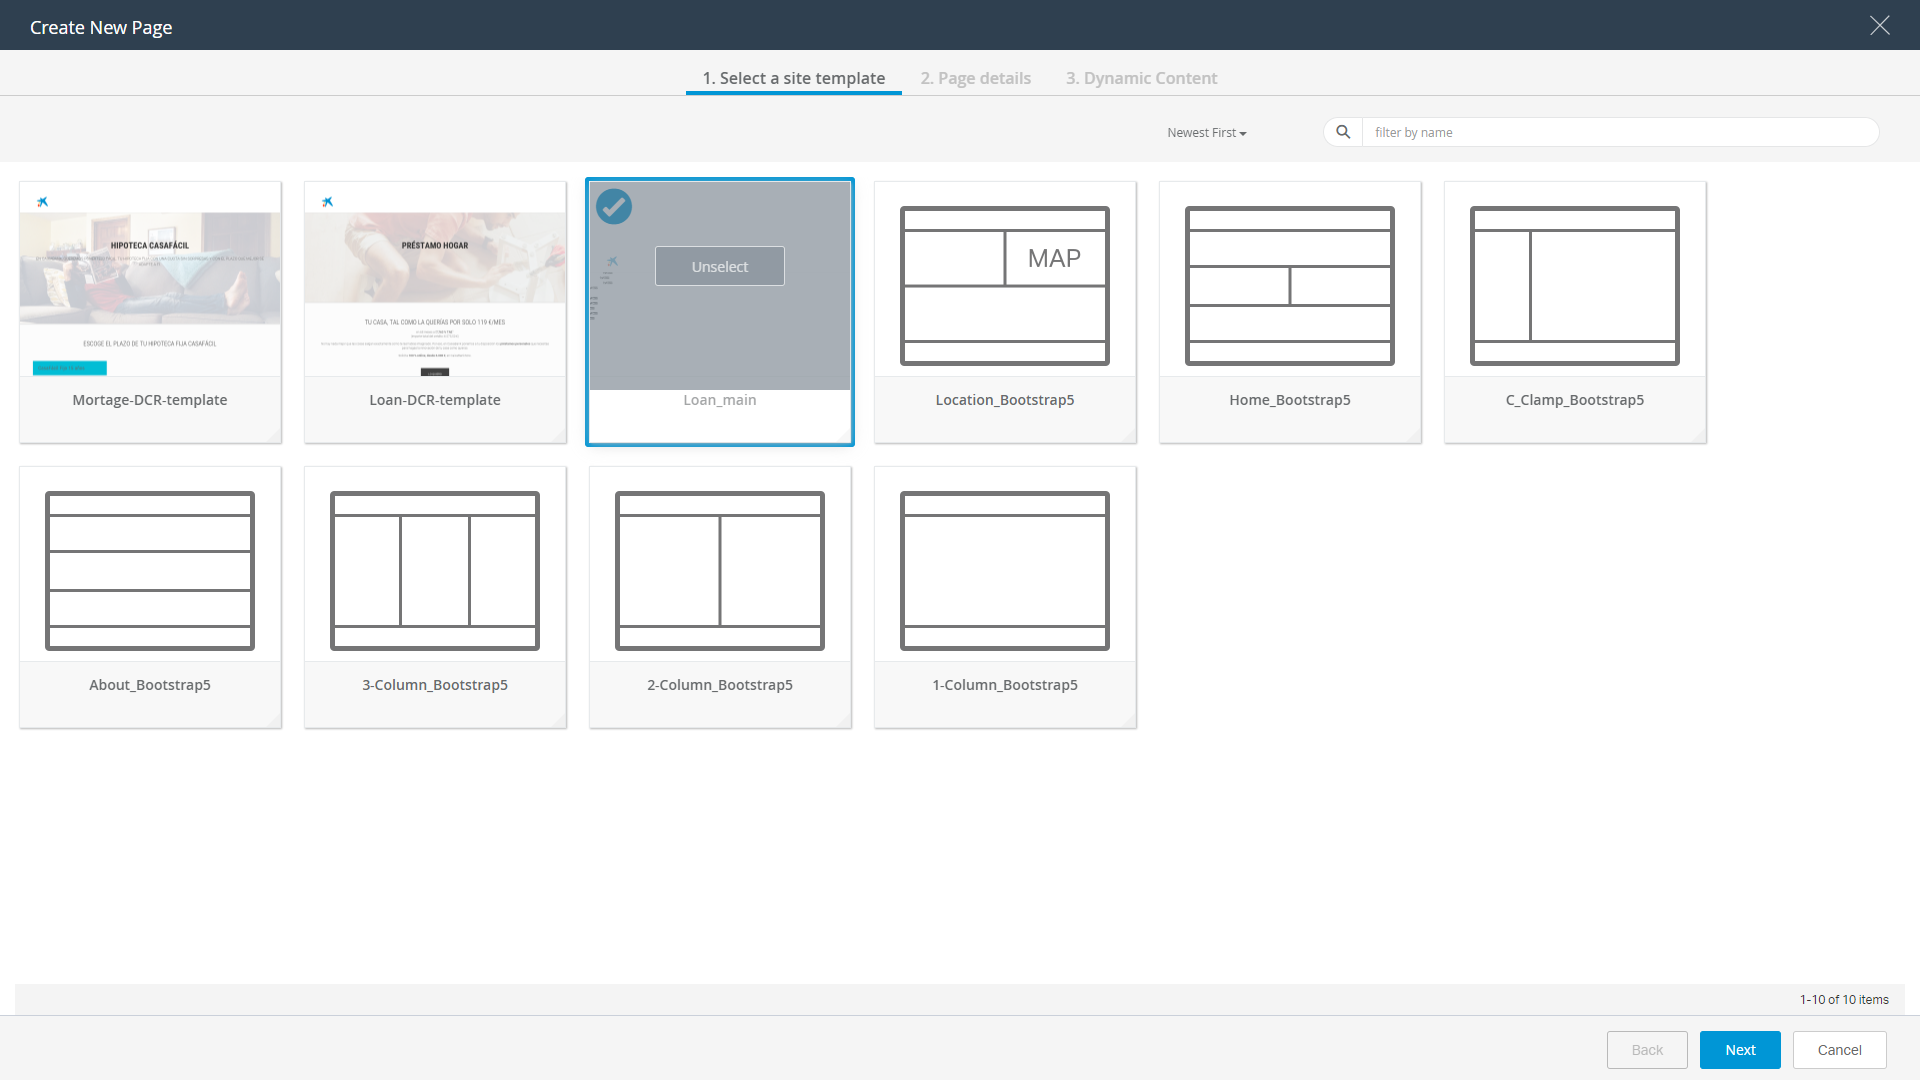 Create New Page
1. Select a site template
2. Page details
3. Dynamic Content
Newest First
filter by name
HIPOTECA CASAFÁCIL
ESCOGE EL PLAZO DE TU HIPOTECA FIJA CASAFÁCIL
Mortage-DCR-template
PRÉSTAMO HOGAR
TU CASA, TAL COMO LA QUERÍAS POR SOLO 119 €/MES
Loan-DCR-template
Unselect
Loan_main
MAP
Location_Bootstrap5
Home_Bootstrap5
C_Clamp_Bootstrap5
About_Bootstrap5
3-Column_Bootstrap5
2-Column_Bootstrap5
1-Column_Bootstrap5
1-10 of 10 items
Back
Next
Cancel